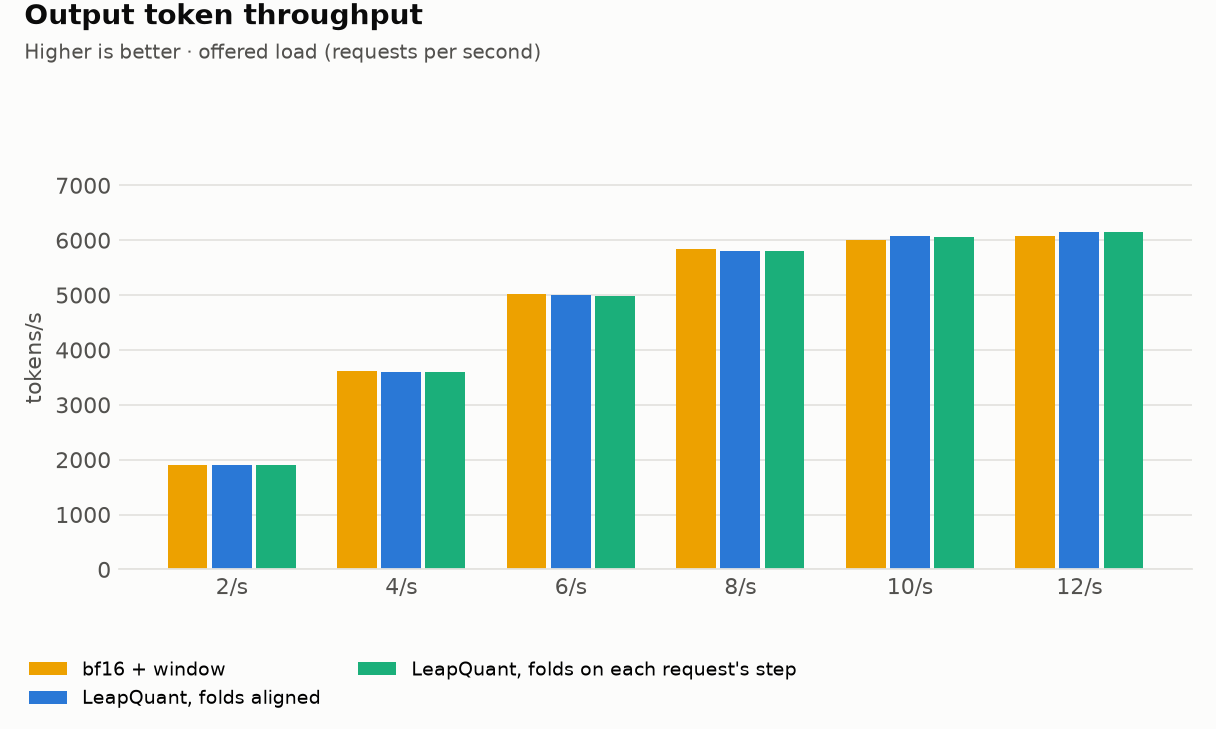 Output token throughput
Higher is better · offered load (requests per second)
7000
6000
5000
4000
3000
2000
1000
0
tokens/s
2/s 4/s 6/s 8/s 10/s 12/s
bf16 + window
LeapQuant, folds aligned
LeapQuant, folds on each request's step